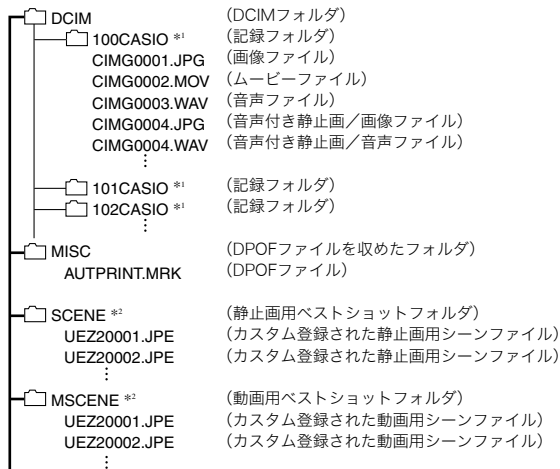 DCIM （DCIMフォルダ）
100CASIO *1 （記録フォルダ）
CIMG0001.JPG （画像ファイル）
CIMG0002.MOV （ムービーファイル）
CIMG0003.WAV （音声ファイル）
CIMG0004.JPG （音声付き静止画／画像ファイル）
CIMG0004.WAV （音声付き静止画／音声ファイル）
⋮
101CASIO *1 （記録フォルダ）
102CASIO *1 （記録フォルダ）
⋮
MISC （DPOFファイルを収めたフォルダ）
AUTPRINT.MRK （DPOFファイル）
SCENE *2 （静止画用ベストショットフォルダ）
UEZ20001.JPE （カスタム登録された静止画用シーンファイル）
UEZ20002.JPE （カスタム登録された静止画用シーンファイル）
⋮
MSCENE *2 （動画用ベストショットフォルダ）
UEZ20001.JPE （カスタム登録された動画用シーンファイル）
UEZ20002.JPE （カスタム登録された動画用シーンファイル）
⋮